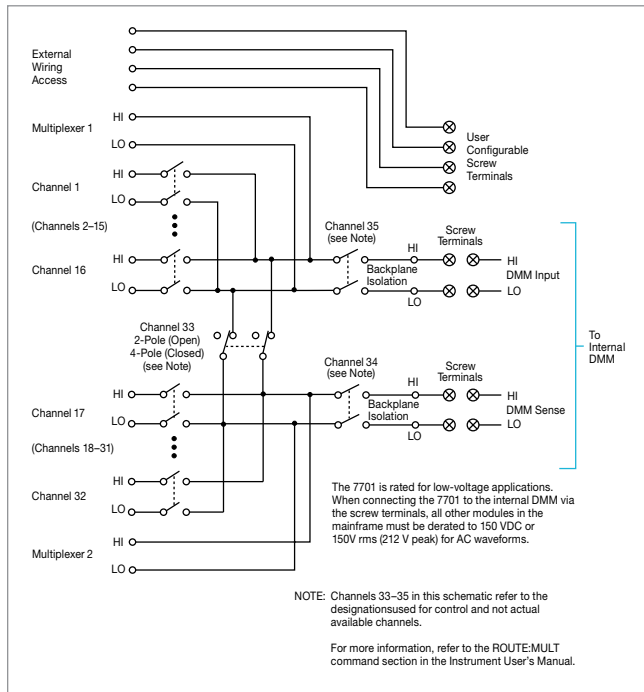 External
Wiring
Access
User
Configurable
Screw
Terminals
Multiplexer 1
HI
LO
Channel 1
HI
LO
(Channels 2–15)
Channel 16
HI
LO
Channel 35
(see Note)
Backplane
Isolation
HI
LO
Screw
Terminals
HI
DMM Input
LO
To
Internal
DMM
Channel 33
2-Pole (Open)
4-Pole (Closed)
(see Note)
Channel 17
HI
LO
(Channels 18–31)
Channel 34
(see Note)
Backplane
Isolation
HI
LO
Screw
Terminals
HI
DMM Sense
LO
Channel 32
HI
LO
Multiplexer 2
HI
LO
The 7701 is rated for low-voltage applications.
When connecting the 7701 to the internal DMM via
the screw terminals, all other modules in the
mainframe must be derated to 150 VDC or
150V rms (212 V peak) for AC waveforms.
NOTE: Channels 33–35 in this schematic refer to the
designationsused for control and not actual
available channels.
For more information, refer to the ROUTE:MULT
command section in the Instrument User's Manual.